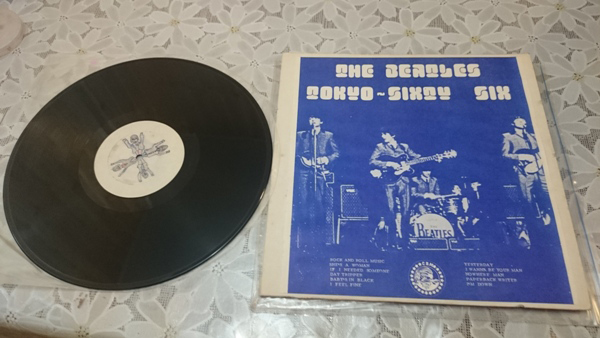 THE BEATLES
TOKYO-SIXTY SIX
THE
BEATLES
ROCK AND ROLL MUSIC
SHE'S A WOMAN
IF I NEEDED SOMEONE
DAY TRIPPER
BABY'S IN BLACK
I FEEL FINE
YESTERDAY
I WANNA BE YOUR MAN
NOWHERE MAN
PAPERBACK WRITER
I'M DOWN